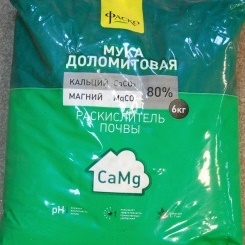 ФАСКО
МУКА
ДОЛОМИТОВАЯ
КАЛЬЦИЙ CaCO₃
МАГНИЙ MgCO₃
80%
6кг
РАСКИСЛИТЕЛЬ
ПОЧВЫ
CaMg
pH